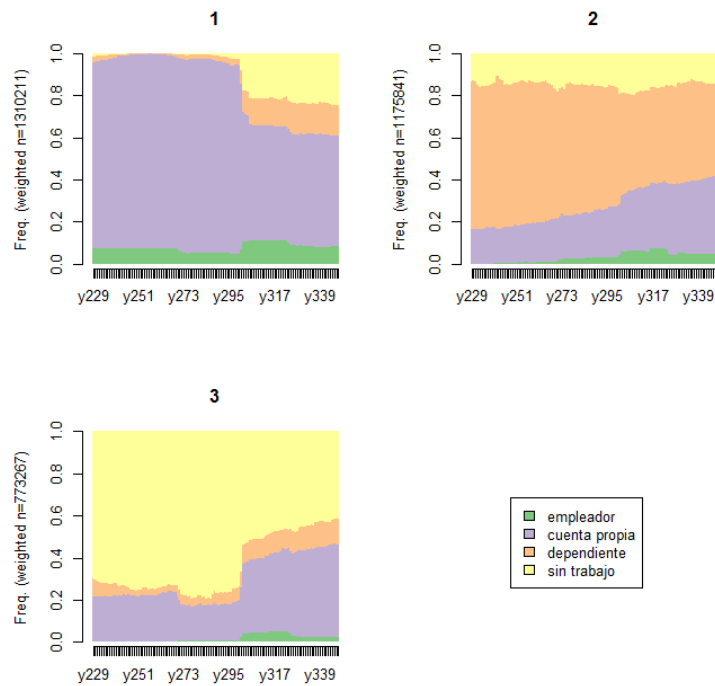 1
Freq. (weighted n=1310211)
1.0
0.8
0.6
0.4
0.2
0.0
y229 y251 y273 y295 y317 y339
2
Freq. (weighted n=1175841)
1.0
0.8
0.6
0.4
0.2
0.0
y229 y251 y273 y295 y317 y339
3
Freq. (weighted n=773267)
1.0
0.8
0.6
0.4
0.2
0.0
y229 y251 y273 y295 y317 y339
empleador
cuenta propia
dependiente
sin trabajo